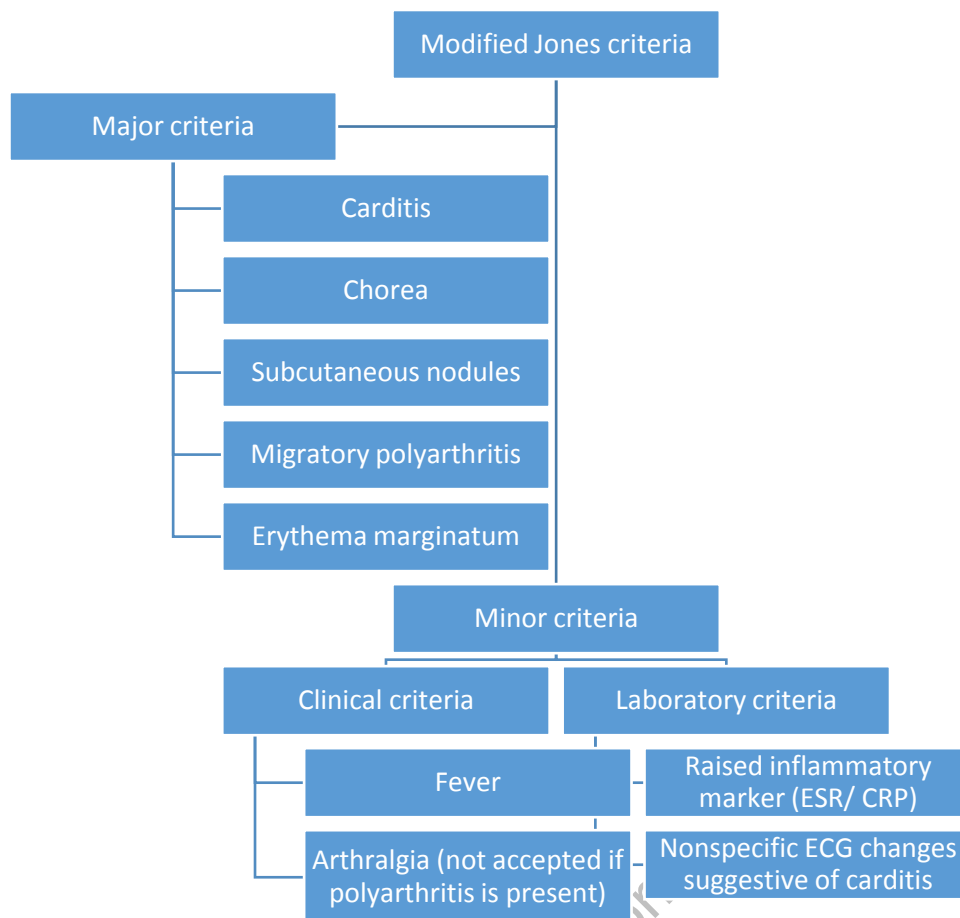 Modified Jones criteria
Major criteria
Carditis
Chorea
Subcutaneous nodules
Migratory polyarthritis
Erythema marginatum
Minor criteria
Clinical criteria
Laboratory criteria
Fever
Raised inflammatory
marker (ESR/ CRP)
Arthralgia (not accepted if
polyarthritis is present)
Nonspecific ECG changes
suggestive of carditis